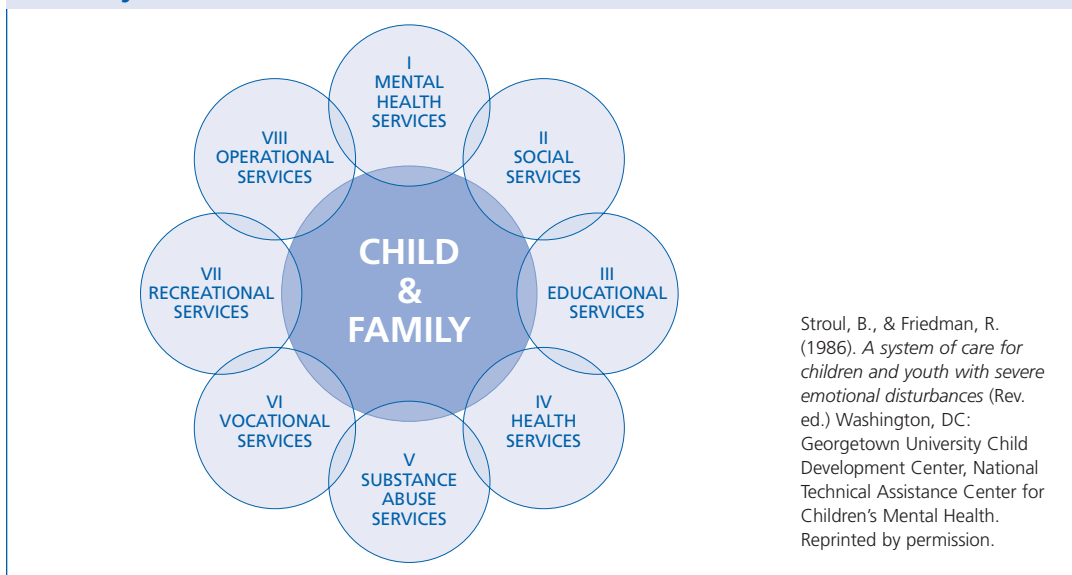 I
MENTAL
HEALTH
SERVICES
II
SOCIAL
SERVICES
III
EDUCATIONAL
SERVICES
IV
HEALTH
SERVICES
V
SUBSTANCE
ABUSE
SERVICES
VI
VOCATIONAL
SERVICES
VII
RECREATIONAL
SERVICES
VIII
OPERATIONAL
SERVICES
CHILD
&
FAMILY
Stroul, B., & Friedman, R.
(1986). A system of care for
children and youth with severe
emotional disturbances (Rev.
ed.) Washington, DC:
Georgetown University Child
Development Center, National
Technical Assistance Center for
Children’s Mental Health.
Reprinted by permission.